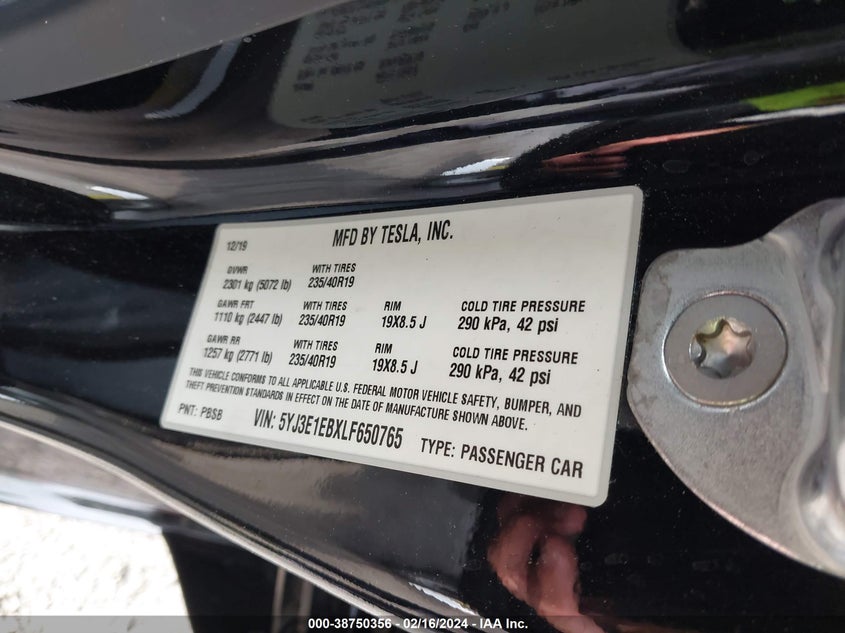 12/19 MFD BY TESLA, INC.
GVWR WITH TIRES
2301 kg (5072 lb) 235/40R19
GAWR FRT WITH TIRES RIM COLD TIRE PRESSURE
1110 kg (2447 lb) 235/40R19 19X8.5 J 290 kPa, 42 psi
GAWR RR WITH TIRES RIM COLD TIRE PRESSURE
1257 kg (2771 lb) 235/40R19 19X8.5 J 290 kPa, 42 psi
THIS VEHICLE CONFORMS TO ALL APPLICABLE U.S. FEDERAL MOTOR VEHICLE SAFETY, BUMPER, AND
THEFT PREVENTION STANDARDS IN EFFECT ON THE DATE OF MANUFACTURE SHOWN ABOVE.
PNT: PBSB VIN: 5YJ3E1EBXLF650765 TYPE: PASSENGER CAR
000-38750356 - 02/16/2024 - IAA Inc.